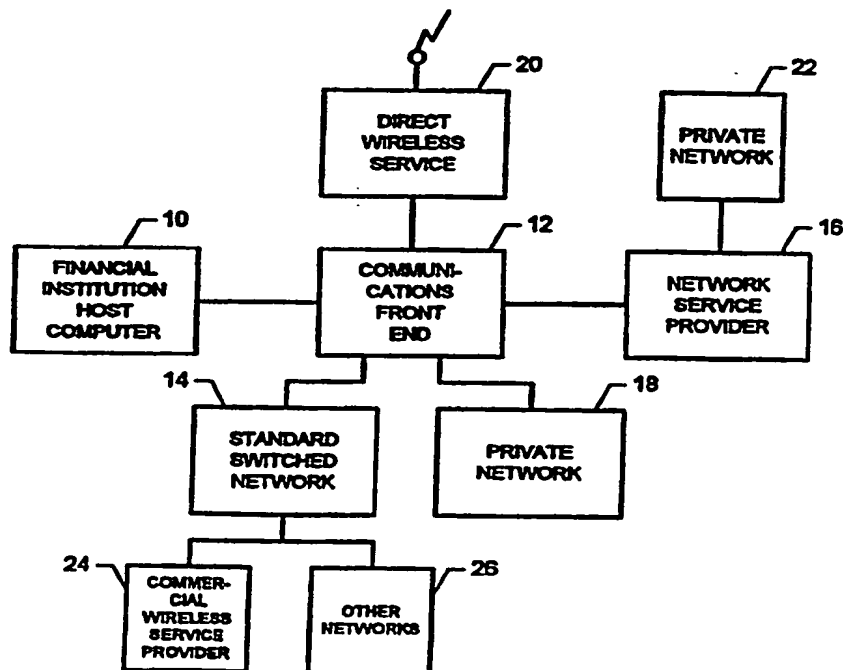 20
DIRECT
WIRELESS
SERVICE
22
PRIVATE
NETWORK
10
FINANCIAL
INSTITUTION
HOST
COMPUTER
12
COMMUNI-
CATIONS
FRONT
END
16
NETWORK
SERVICE
PROVIDER
14
STANDARD
SWITCHED
NETWORK
18
PRIVATE
NETWORK
24
COMMER-
CIAL
WIRELESS
SERVICE
PROVIDER
26
OTHER
NETWORKS